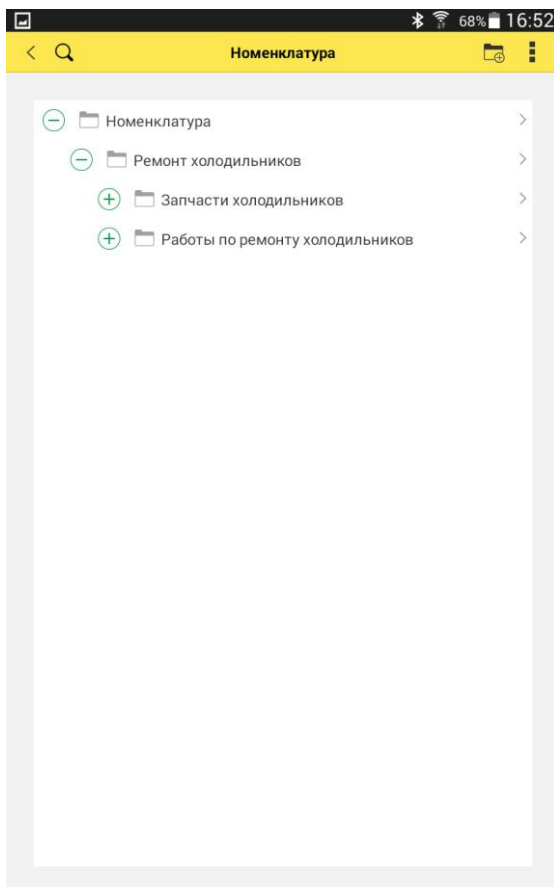 68% 16:52
Номенклатура
Номенклатура
Ремонт холодильников
Запчасти холодильников
Работы по ремонту холодильников